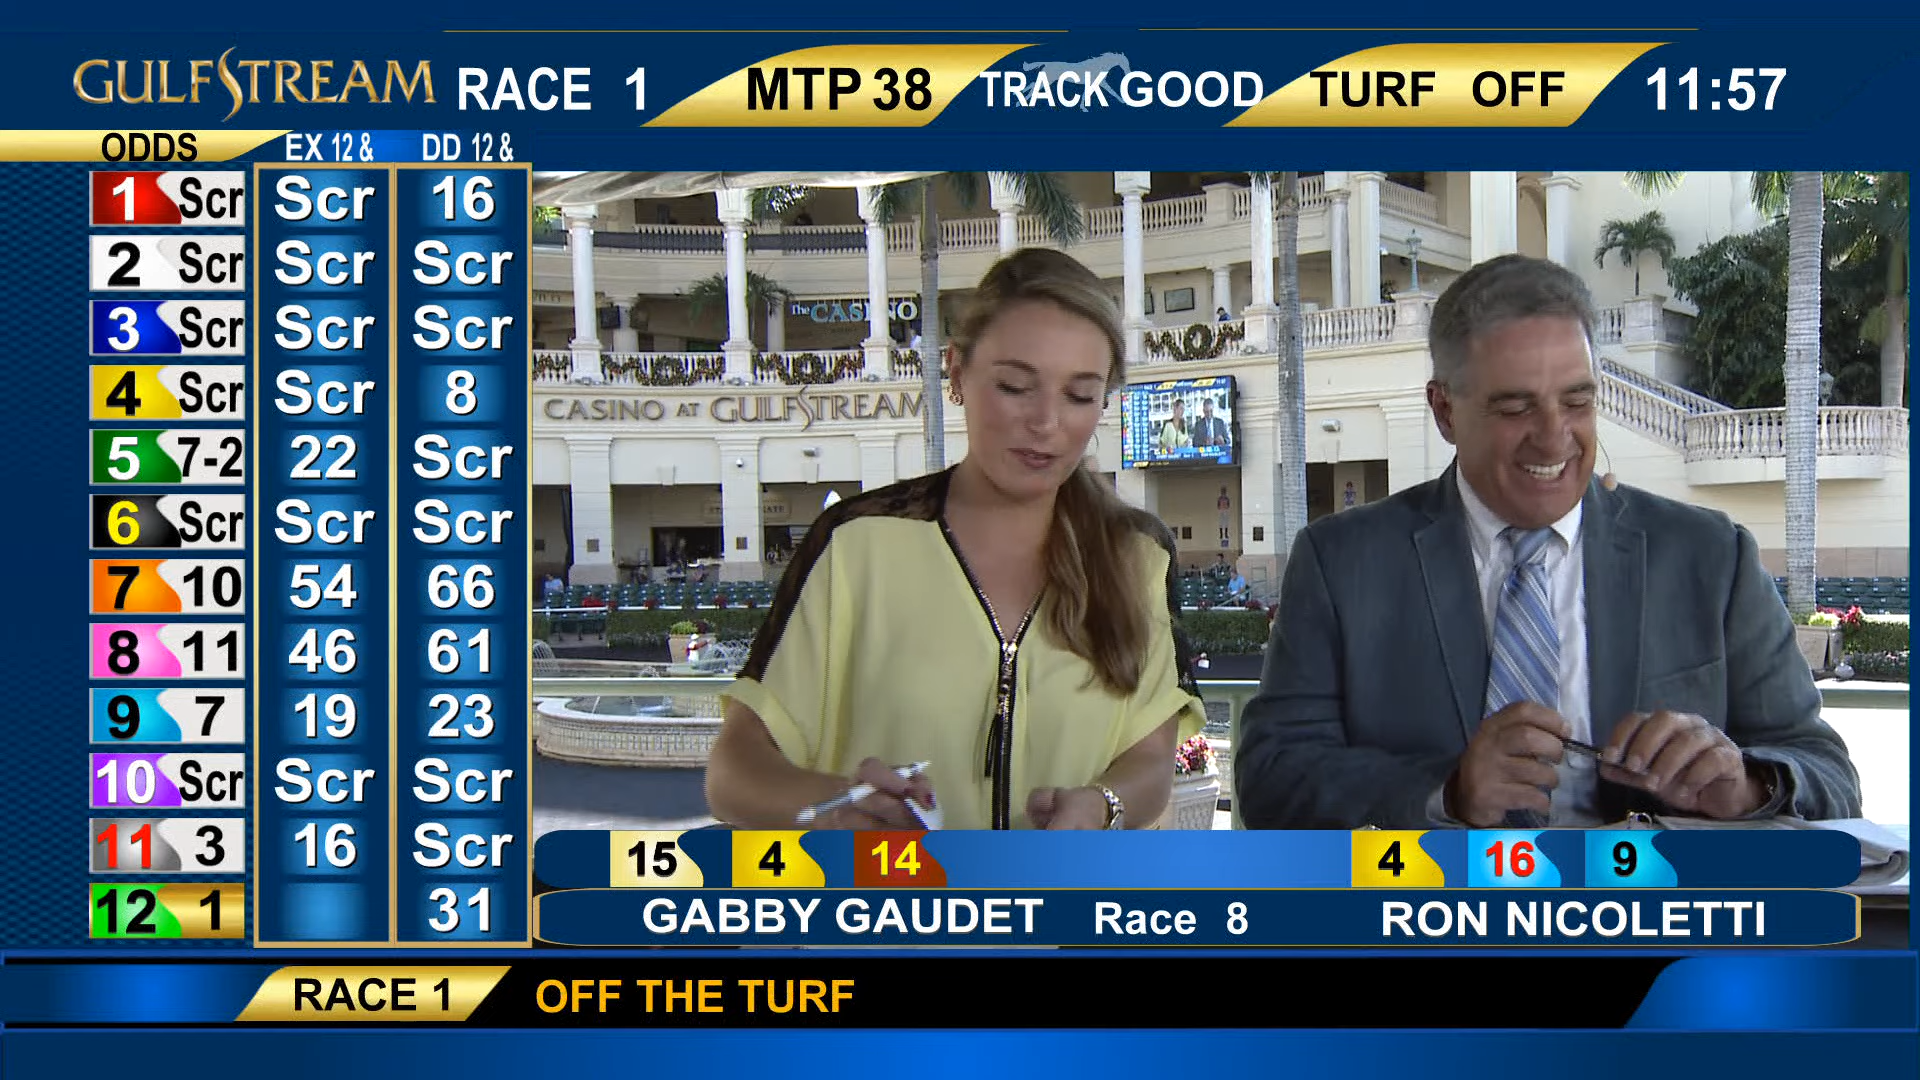 GULFSTREAM RACE 1 MTP 38 TRACK GOOD TURF OFF 11:57
ODDS EX 12 & DD 12 &
1 Scr Scr 16
2 Scr Scr Scr
3 Scr Scr Scr
4 Scr Scr 8
5 7-2 22 Scr
6 Scr Scr Scr
7 10 54 66
8 11 46 61
9 7 19 23
10 Scr Scr Scr
11 3 16 Scr
12 1 31
The CASINO
CASINO AT GULFSTREAM
15 4 14 4 16 9
GABBY GAUDET Race 8 RON NICOLETTI
RACE 1 OFF THE TURF